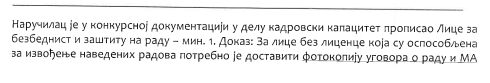 Наручилац је у конкурсној документацији у делу кадровски капацитет прописао Лице за
безбеднист и заштиту на раду – мин. 1. Доказ: За лице без лиценце која су оспособљена
за извођење наведених радова потребно је доставити фотокопију уговора о раду и МА